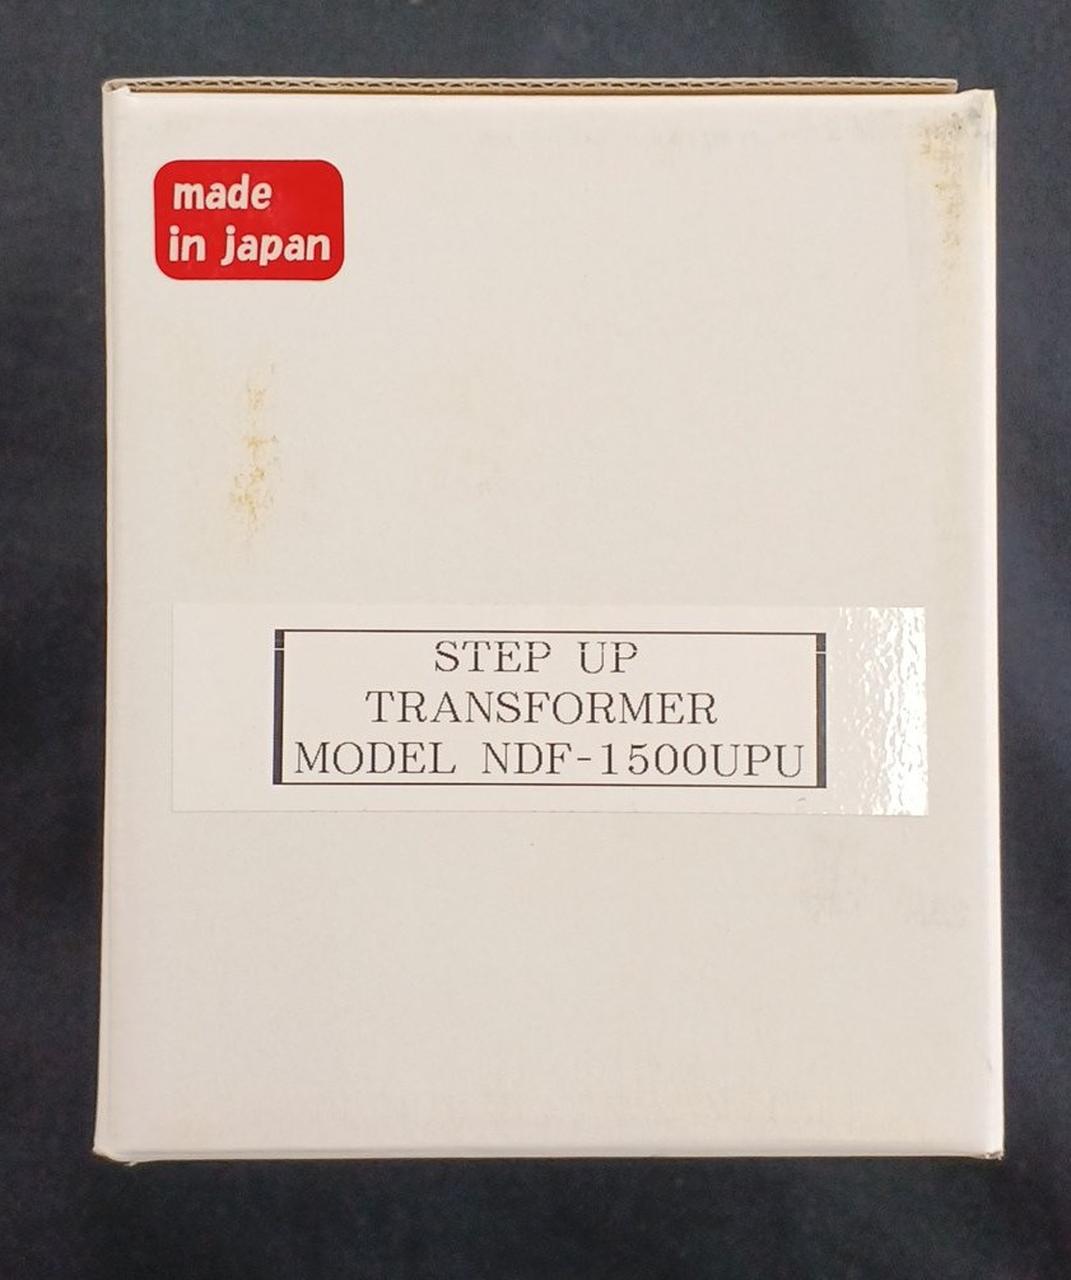 made
in japan
STEP UP
TRANSFORMER
MODEL NDF-1500UPU